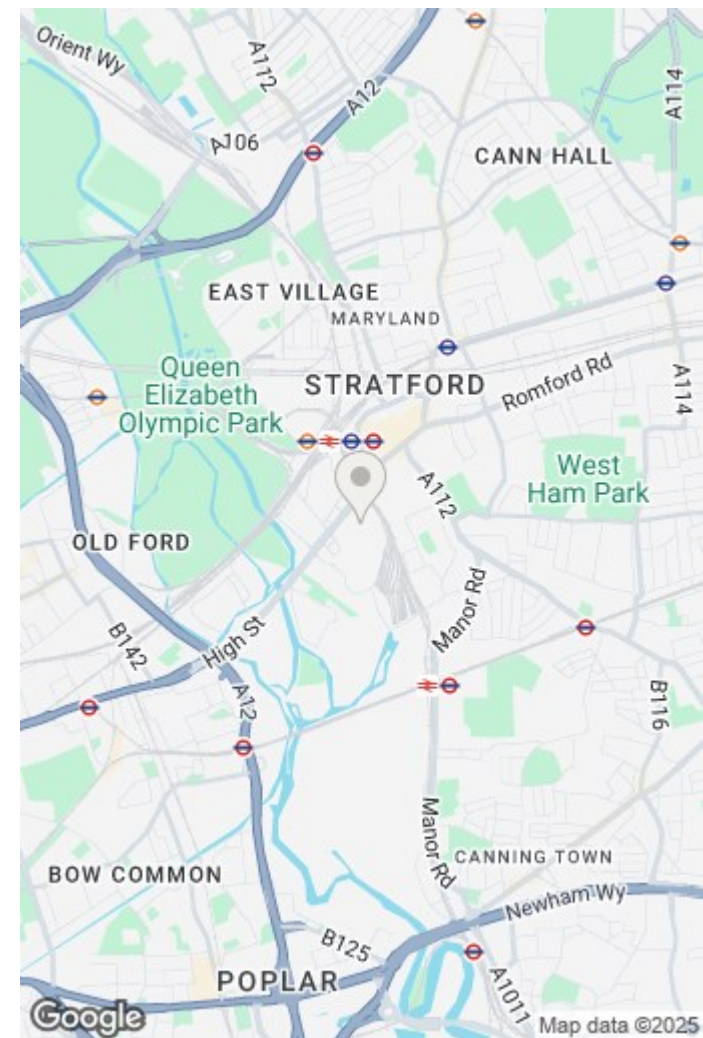 Orient Wy
A112
A12
A114
A106
CANN HALL
EAST VILLAGE
MARYLAND
Queen
Elizabeth
Olympic Park
STRATFORD
Romford Rd
A114
West
Ham Park
A112
OLD FORD
Manor Rd
High St
B142
A12
B116
Manor Rd
CANNING TOWN
BOW COMMON
Newham Wy
B125
POPLAR
A1011
Google
Map data ©2025